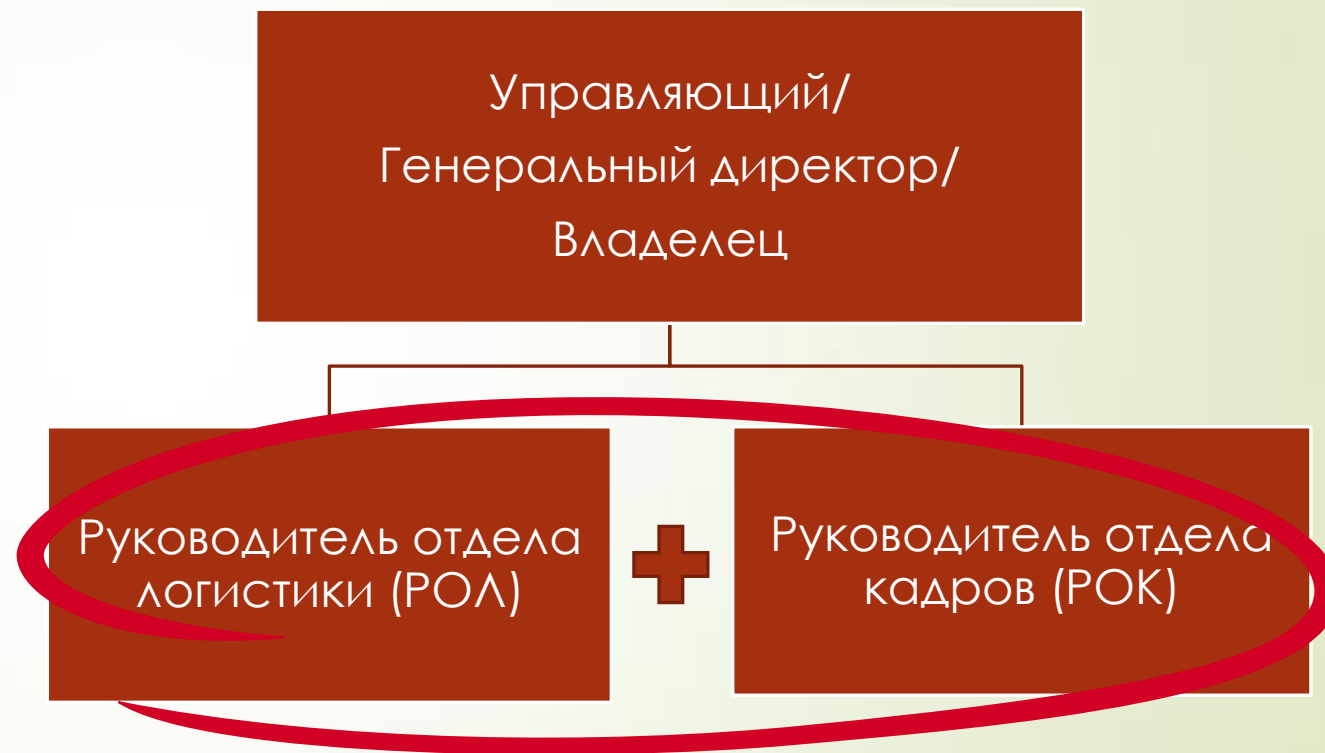 Управляющий/
Генеральный директор/
Владелец
Руководитель отдела
логистики (РОЛ)
Руководитель отдела
кадров (РОК)